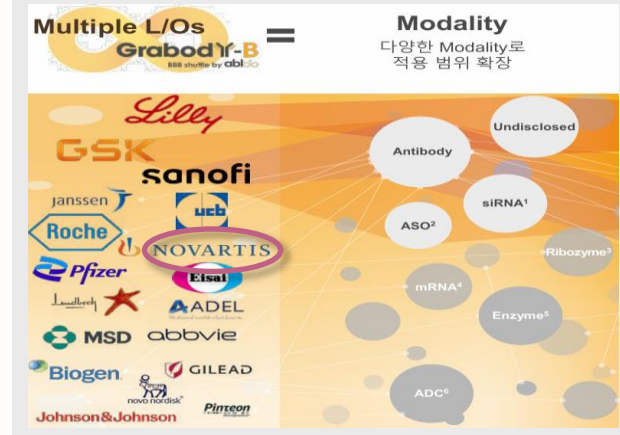 Multiple L/Os
Grabody-B
BBB shuffle by ablbio
=
Modality
다양한 Modality로
적용 범위 확장
Lilly
GSK
sanofi
janssen
ucb
Roche
NOVARTIS
Pfizer
Eisai
Lundbeck
AADEL
MSD
abbvie
Biogen
GILEAD
novo nordisk
Johnson&Johnson
Pinteon
Undisclosed
Antibody
siRNA¹
ASO²
Ribozyme³
mRNA⁴
Enzyme⁵
ADC⁶